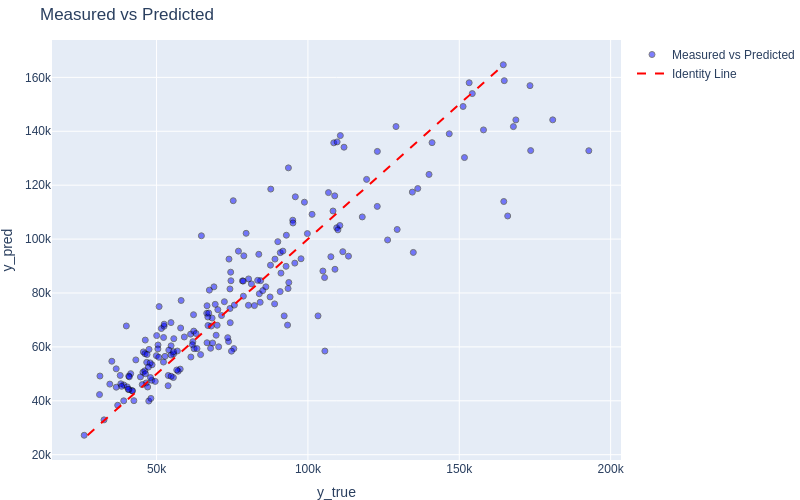 Measured vs Predicted
Measured vs Predicted
Identity Line
160k
140k
120k
100k
80k
60k
40k
20k
y_pred
50k
100k
150k
200k
y_true